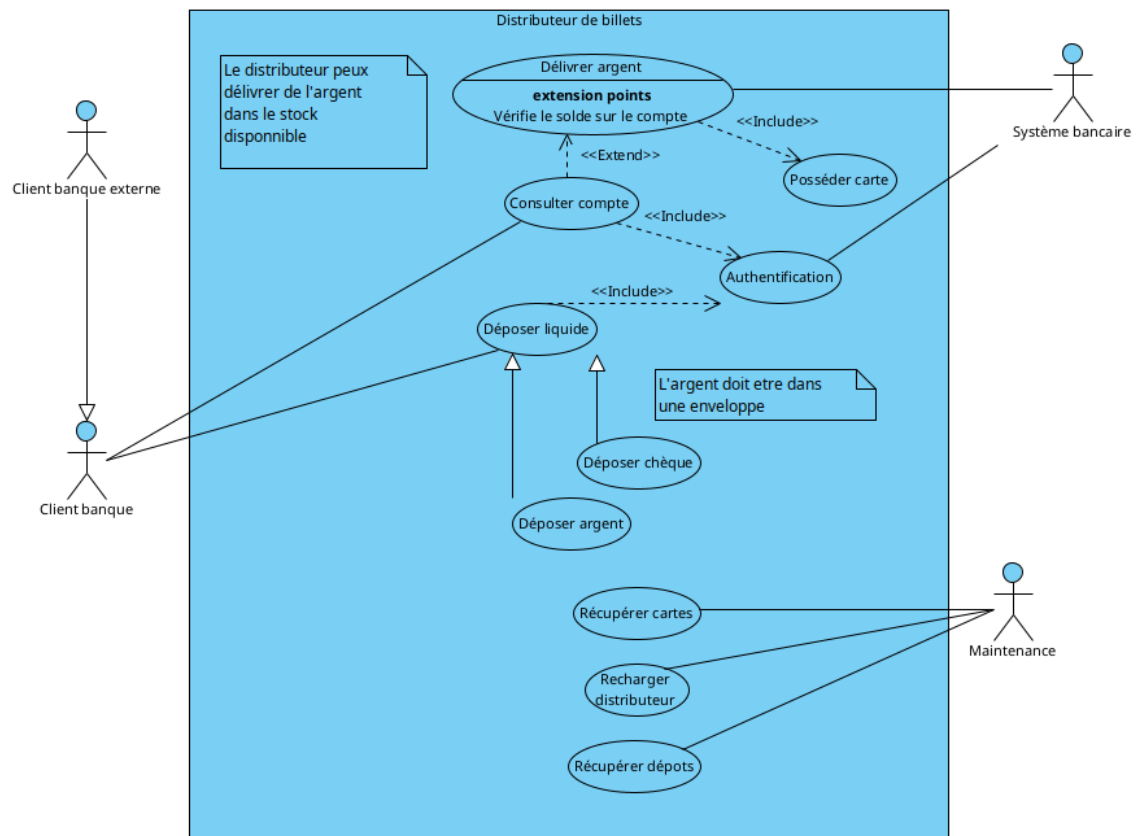 Distributeur de billets
Le distributeur peux
délivrer de l'argent
dans le stock
disponnible
Délivrer argent
extension points
Vérifie le solde sur le compte
<<Include>>
Système bancaire
<<Extend>>
Posséder carte
Client banque externe
Consulter compte
<<Include>>
Authentification
<<Include>>
Déposer liquide
L'argent doit etre dans
une enveloppe
Déposer chèque
Client banque
Déposer argent
Récupérer cartes
Maintenance
Recharger
distributeur
Récupérer dépots